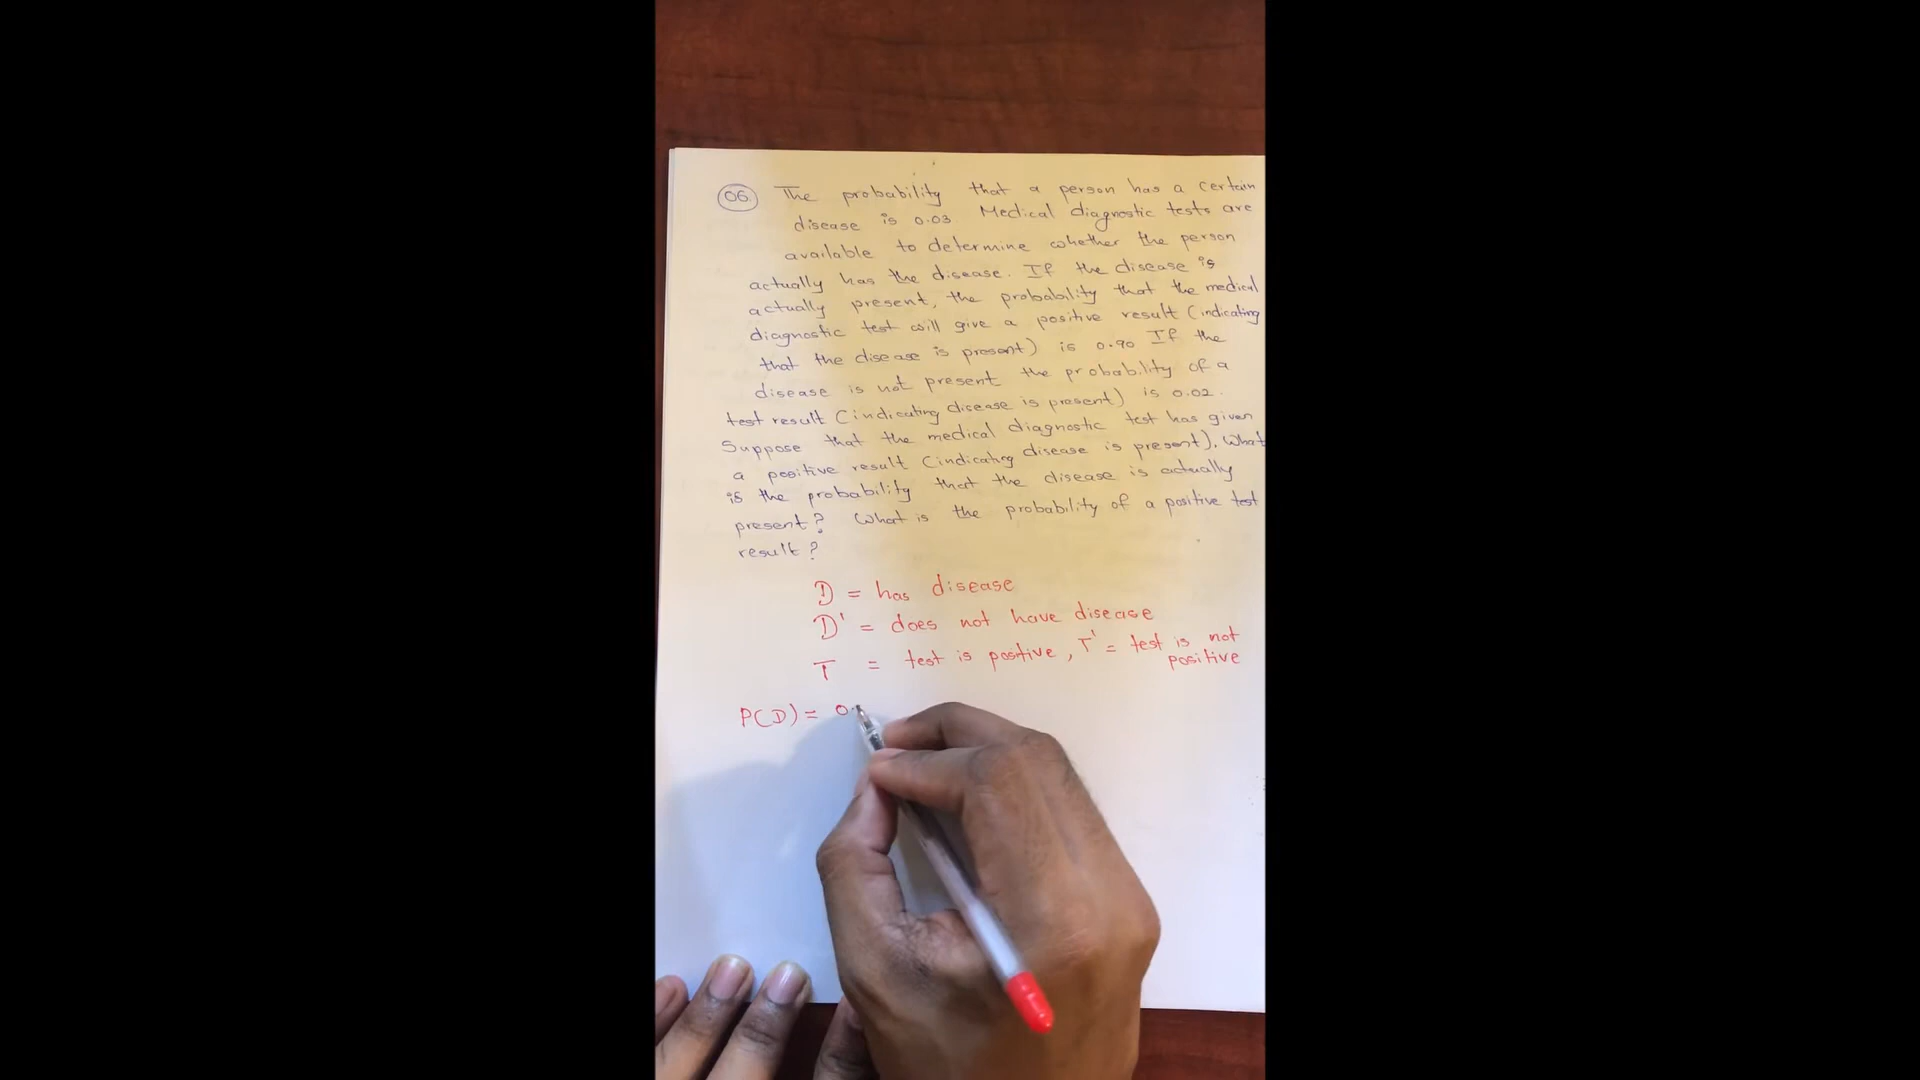 06. The probability that a person has a certain
disease is 0.03 Medical diagnostic tests are
available to determine whether the person
actually has the disease. If the disease is
actually present, the probability that the medical
diagnostic test will give a positive result (indicating
that the disease is present) is 0.90 If the
disease is not present the probability of a
test result (indicating disease is present) is 0.02.
Suppose that the medical diagnostic test has given
a positive result (indicating disease is present). What
is the probability that the disease is actually
present? What is the probability of a positive test
result?
D = has disease
D' = does not have disease
T = test is positive, T' = test is not
positive
P(D) = 0.